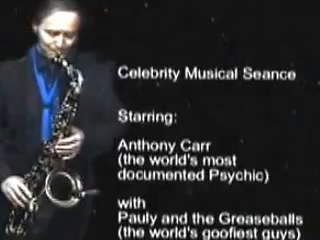 Celebrity Musical Seance
Starring:
Anthony Carr
(the world's most
documented Psychic)
with
Pauly and the Greaseballs
(the world's goofiest guys)